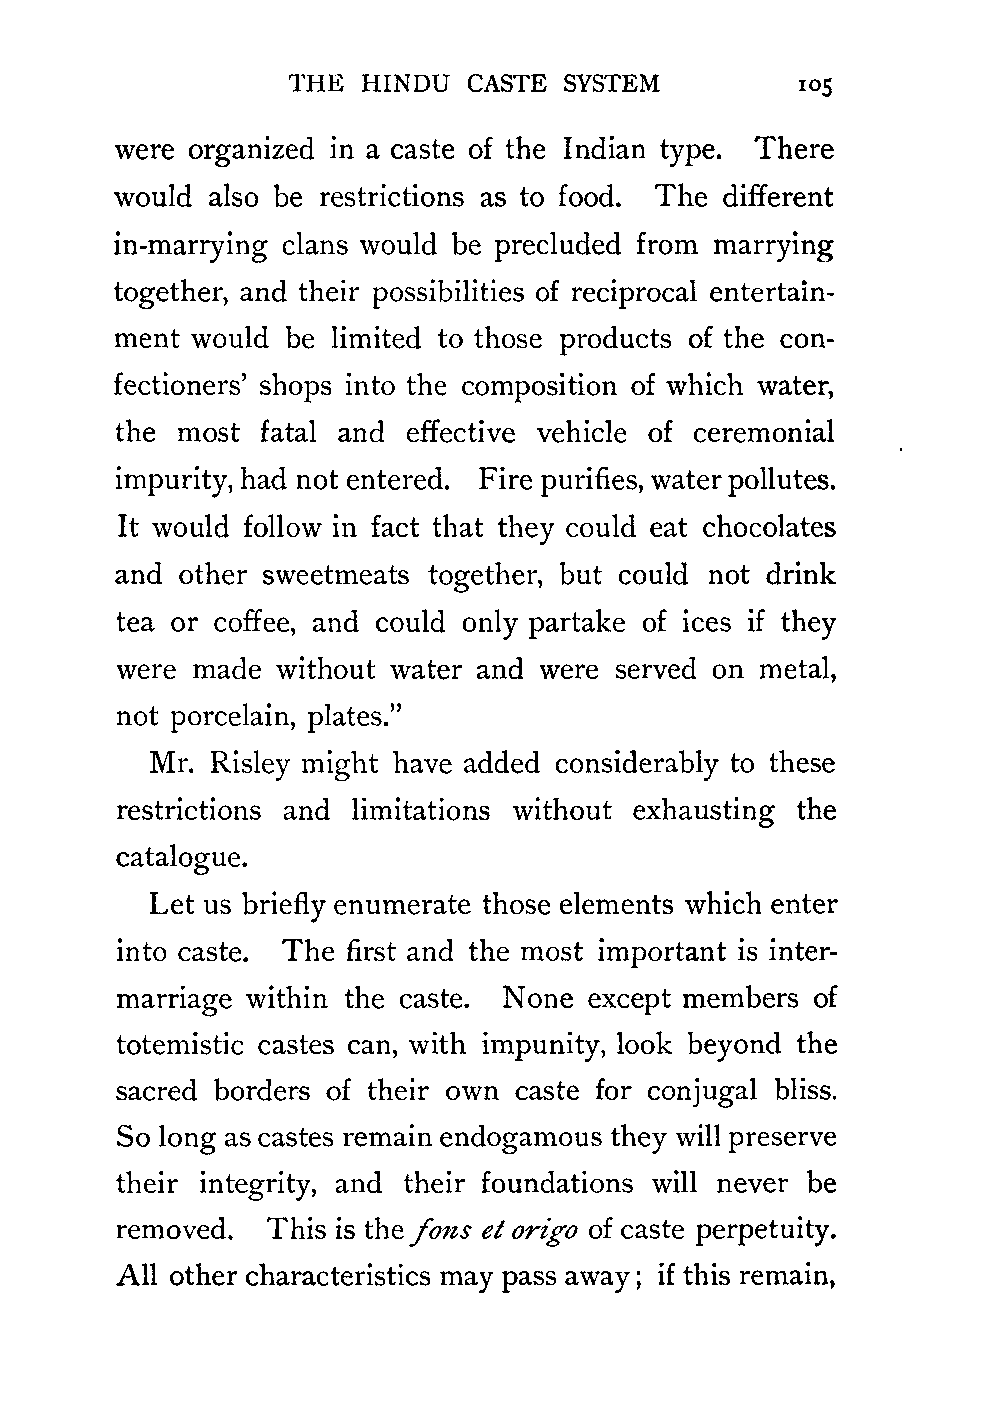 THE HINDU CASTE SYSTEM 105
were organized in a caste of the Indian type. There
would also be restrictions as to food. The different
in-marrying clans would be precluded from marrying
together, and their possibilities of reciprocal entertain-
ment would be limited to those products of the con-
fectioners' shops into the composition of which water,
the most fatal and effective vehicle of ceremonial
impurity, had not entered. Fire purifies, water pollutes.
It would follow in fact that they could eat chocolates
and other sweetmeats together, but could not drink
tea or coffee, and could only partake of ices if they
were made without water and were served on metal,
not porcelain, plates."
Mr. Risley might have added considerably to these
restrictions and limitations without exhausting the
catalogue.
Let us briefly enumerate those elements which enter
into caste. The first and the most important is inter-
marriage within the caste. None except members of
totemistic castes can, with impunity, look beyond the
sacred borders of their own caste for conjugal bliss.
So long as castes remain endogamous they will preserve
their integrity, and their foundations will never be
removed. This is the fons et origo of caste perpetuity.
All other characteristics may pass away; if this remain,